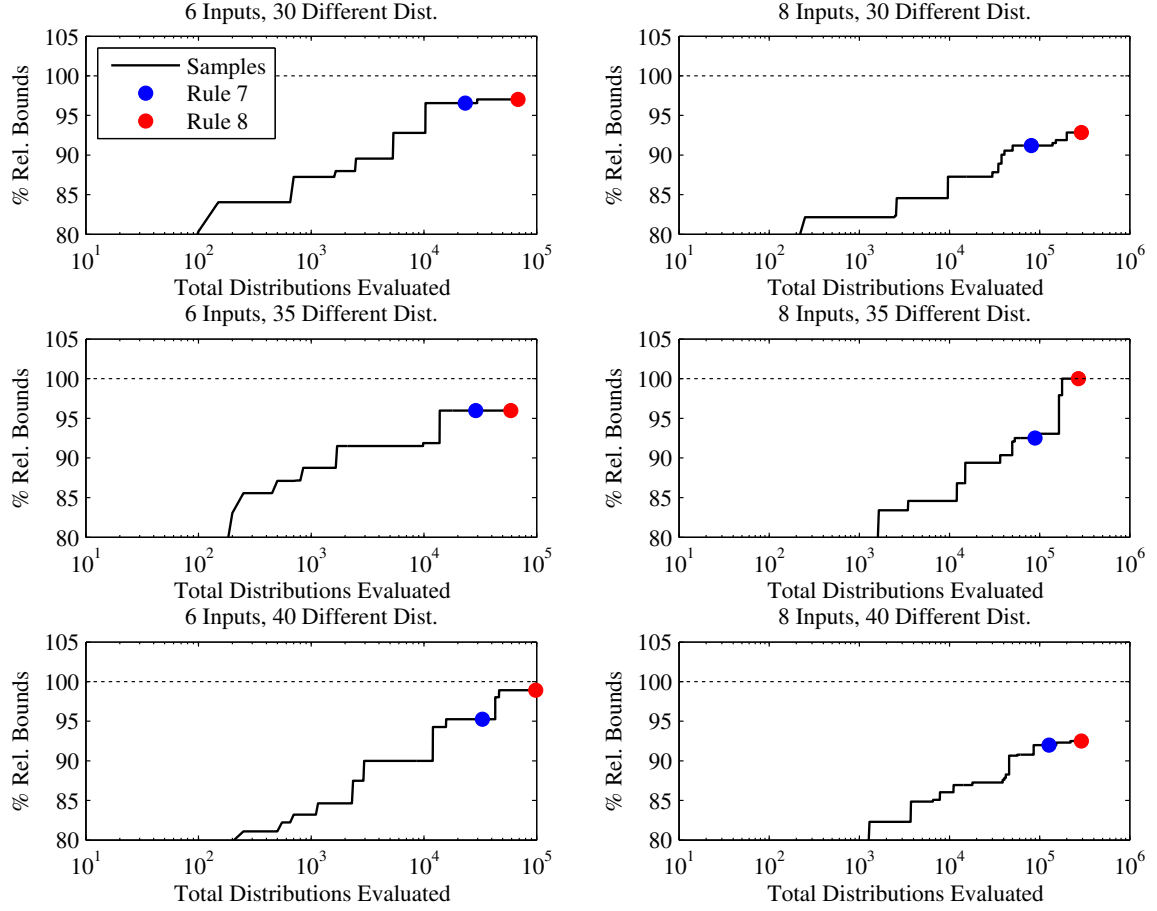 6 Inputs, 30 Different Dist.
105
100
95
90
85
80
% Rel. Bounds
Samples
Rule 7
Rule 8
10^1 10^2 10^3 10^4 10^5
Total Distributions Evaluated
8 Inputs, 30 Different Dist.
105
100
95
90
85
80
% Rel. Bounds
10^1 10^2 10^3 10^4 10^5 10^6
Total Distributions Evaluated
6 Inputs, 35 Different Dist.
105
100
95
90
85
80
% Rel. Bounds
10^1 10^2 10^3 10^4 10^5
Total Distributions Evaluated
8 Inputs, 35 Different Dist.
105
100
95
90
85
80
% Rel. Bounds
10^1 10^2 10^3 10^4 10^5 10^6
Total Distributions Evaluated
6 Inputs, 40 Different Dist.
105
100
95
90
85
80
% Rel. Bounds
10^1 10^2 10^3 10^4 10^5
Total Distributions Evaluated
8 Inputs, 40 Different Dist.
105
100
95
90
85
80
% Rel. Bounds
10^1 10^2 10^3 10^4 10^5 10^6
Total Distributions Evaluated